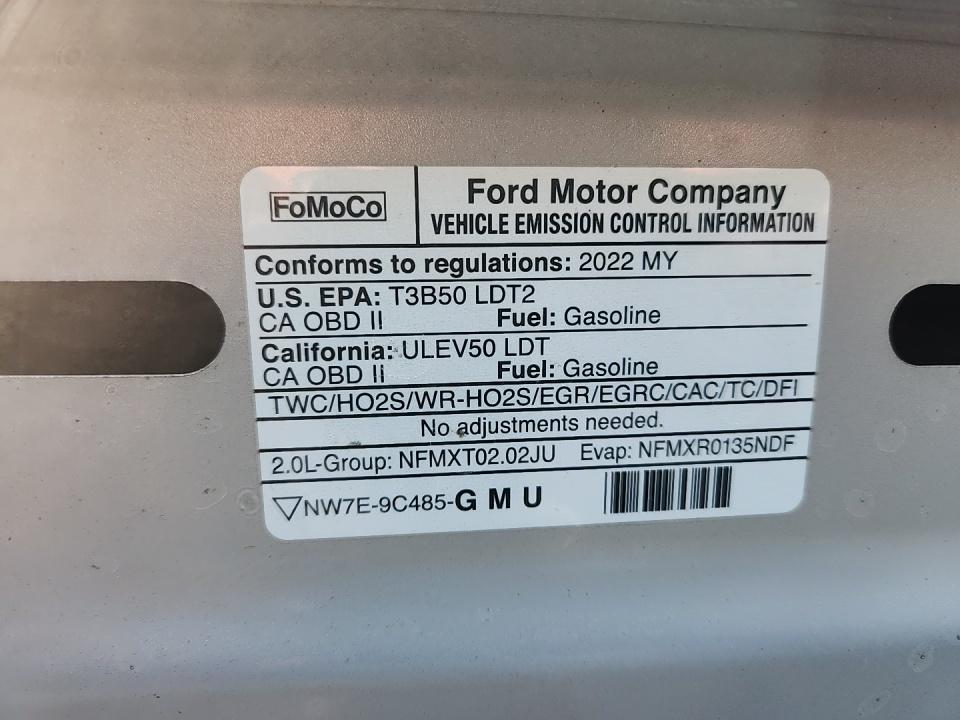 FoMoCo
Ford Motor Company
VEHICLE EMISSION CONTROL INFORMATION
Conforms to regulations: 2022 MY
U.S. EPA: T3B50 LDT2
CA OBD II Fuel: Gasoline
California: ULEV50 LDT
CA OBD II Fuel: Gasoline
TWC/HO2S/WR-HO2S/EGR/EGRC/CAC/TC/DFI
No adjustments needed.
2.0L-Group: NFMXT02.02JU Evap: NFMXR0135NDF
NW7E-9C485-G M U